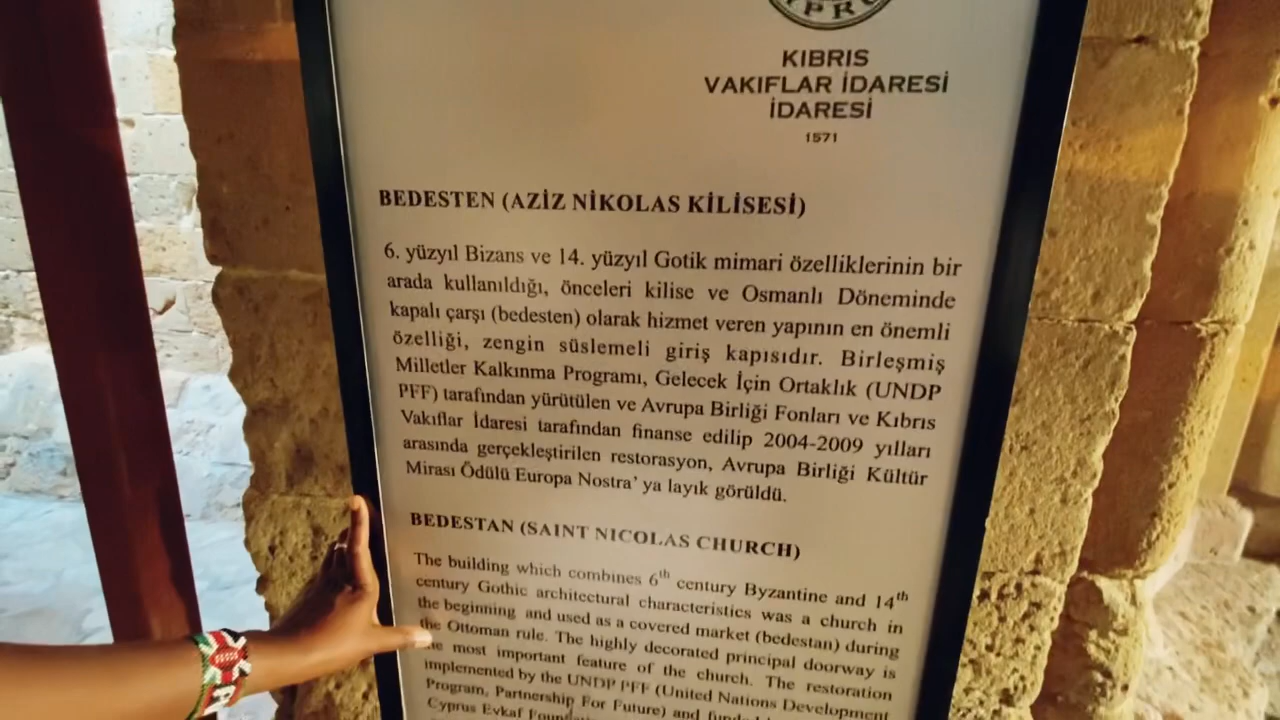 KIBRIS
VAKIFLAR İDARESİ
İDARESİ
1571
BEDESTEN (AZİZ NİKOLAS KİLİSESİ)
6. yüzyıl Bizans ve 14. yüzyıl Gotik mimari özelliklerinin bir
arada kullanıldığı, önceleri kilise ve Osmanlı Döneminde
kapalı çarşı (bedesten) olarak hizmet veren yapının en önemli
özelliği, zengin süslemeli giriş kapısıdır. Birleşmiş
Milletler Kalkınma Programı, Gelecek İçin Ortaklık (UNDP
PFF) tarafından yürütülen ve Avrupa Birliği Fonları ve Kıbrıs
Vakıflar İdaresi tarafından finanse edilip 2004-2009 yılları
arasında gerçekleştirilen restorasyon, Avrupa Birliği Kültür
Mirası Ödülü Europa Nostra' ya layık görüldü.
BEDESTAN (SAINT NICOLAS CHURCH)
The building which combines 6th century Byzantine and 14th
century Gothic architectural characteristics was a church in
the beginning and used as a covered market (bedestan) during
the Ottoman rule. The highly decorated principal doorway is
most important feature of the church. The restoration
implemented by the UNDP PFF (United Nations Development
Program, Partnership For Future) and
Cyprus Evkaf